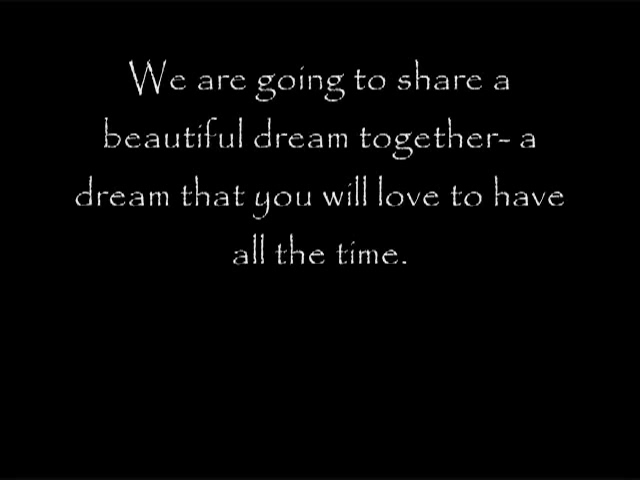 We are going to share a
beautiful dream together- a
dream that you will love to have
all the time.